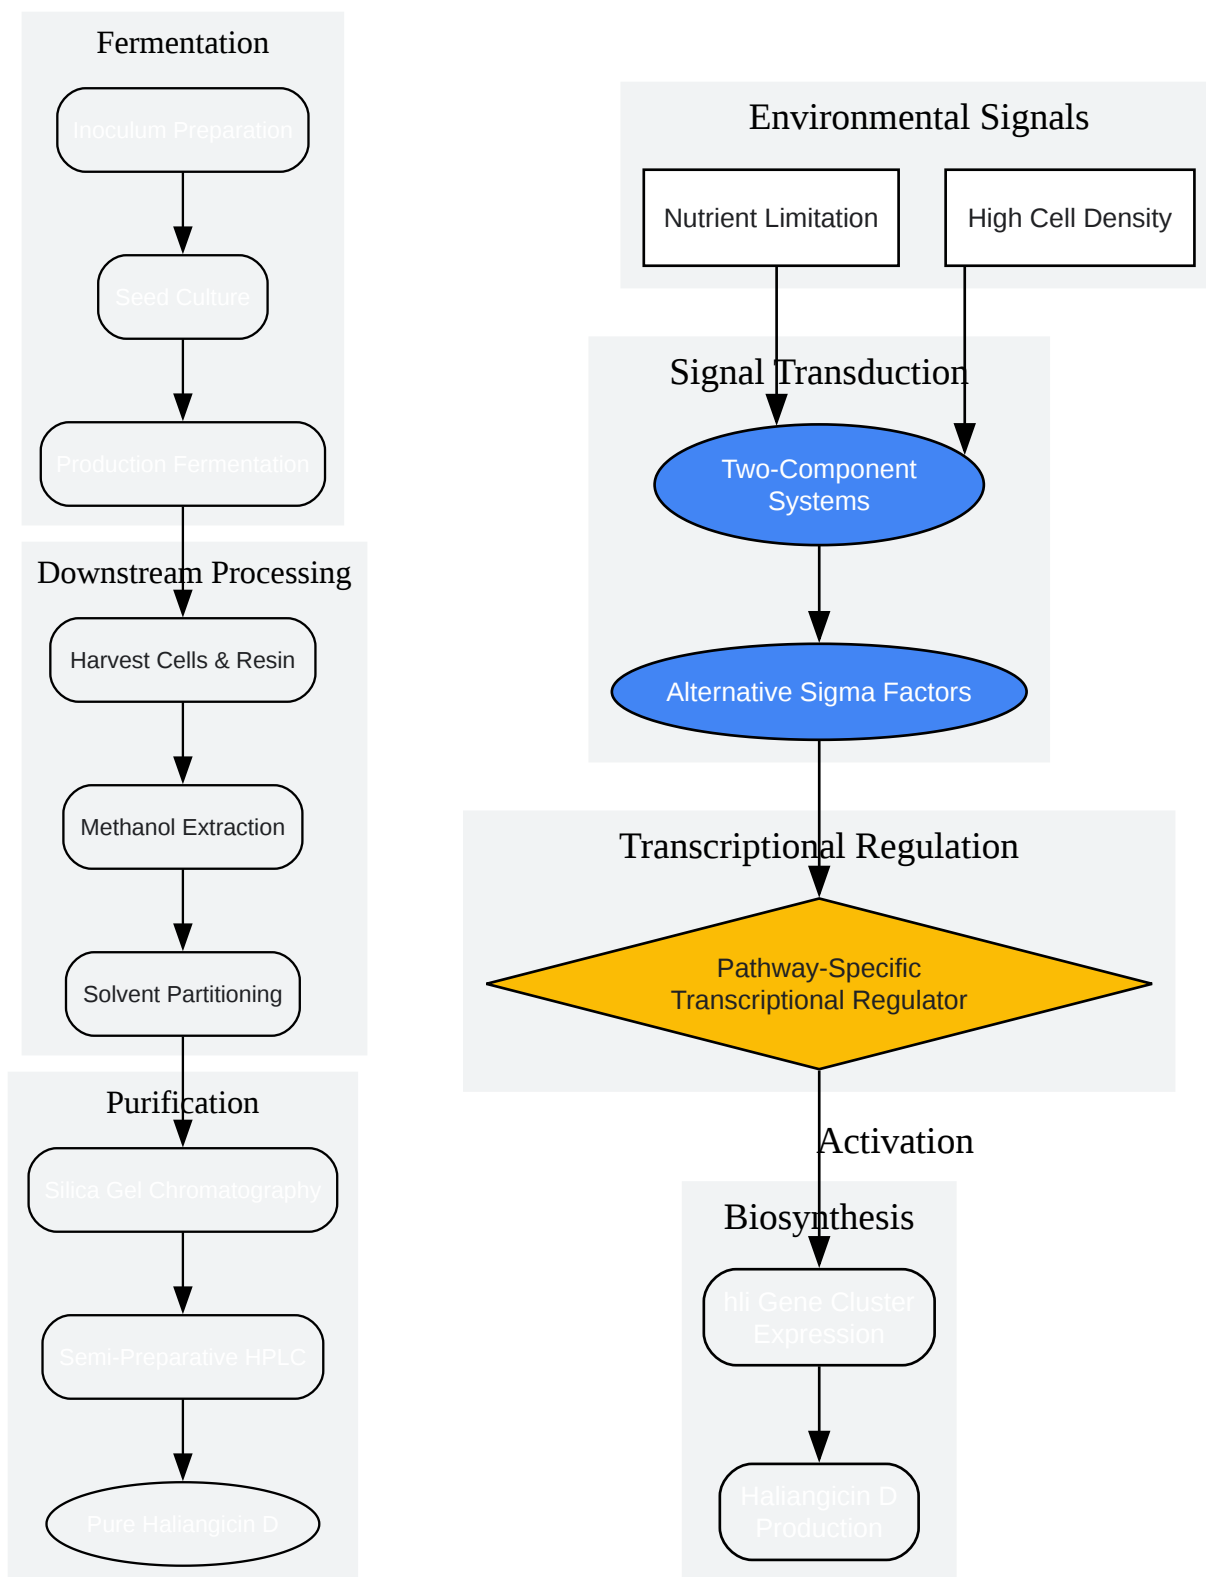 Fermentation
Inoculum Preparation
Seed Culture
Production Fermentation
Downstream Processing
Harvest Cells & Resin
Methanol Extraction
Solvent Partitioning
Purification
Silica Gel Chromatography
Semi-Preparative HPLC
Pure Haliangicin D
Environmental Signals
Nutrient Limitation
High Cell Density
Signal Transduction
Two-Component
Systems
Alternative Sigma Factors
Transcriptional Regulation
Pathway-Specific
Transcriptional Regulator
Activation
Biosynthesis
hli Gene Cluster
Expression
Haliangicin D
Production